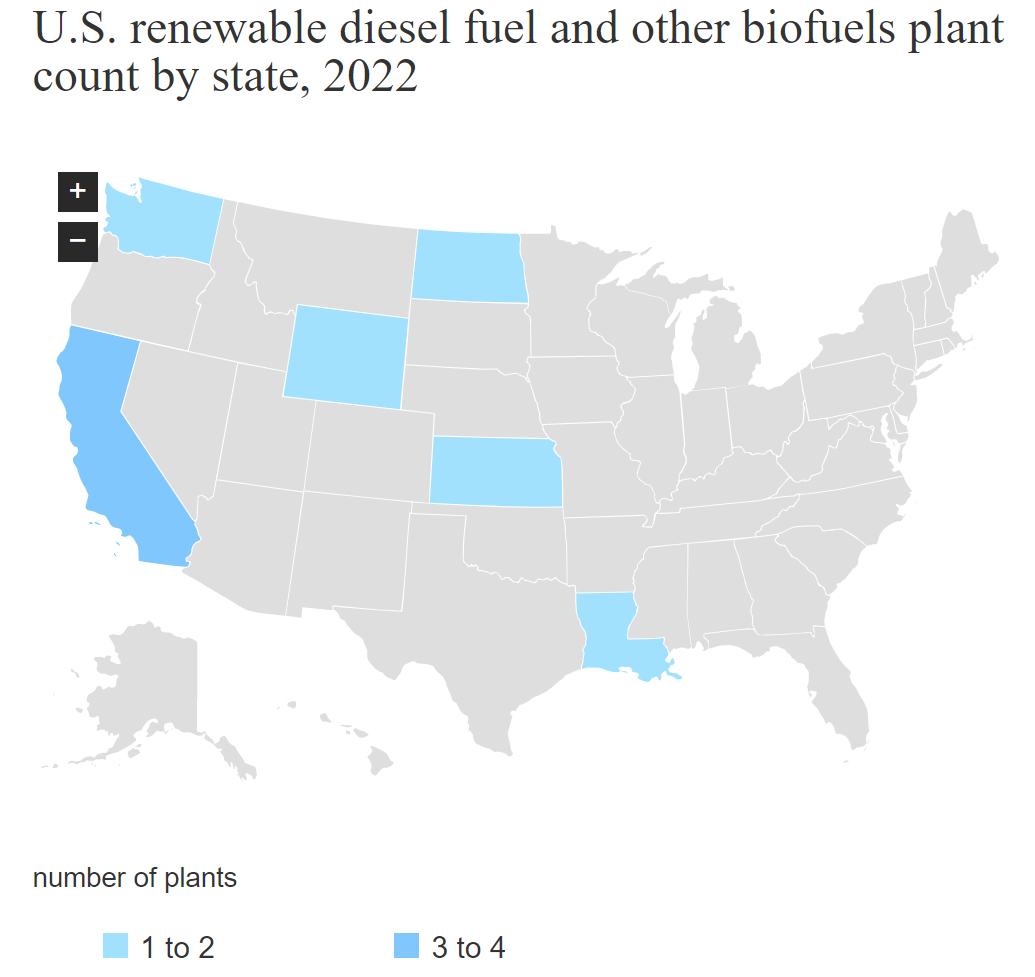 U.S. renewable diesel fuel and other biofuels plant
count by state, 2022
+
−
number of plants
1 to 2
3 to 4